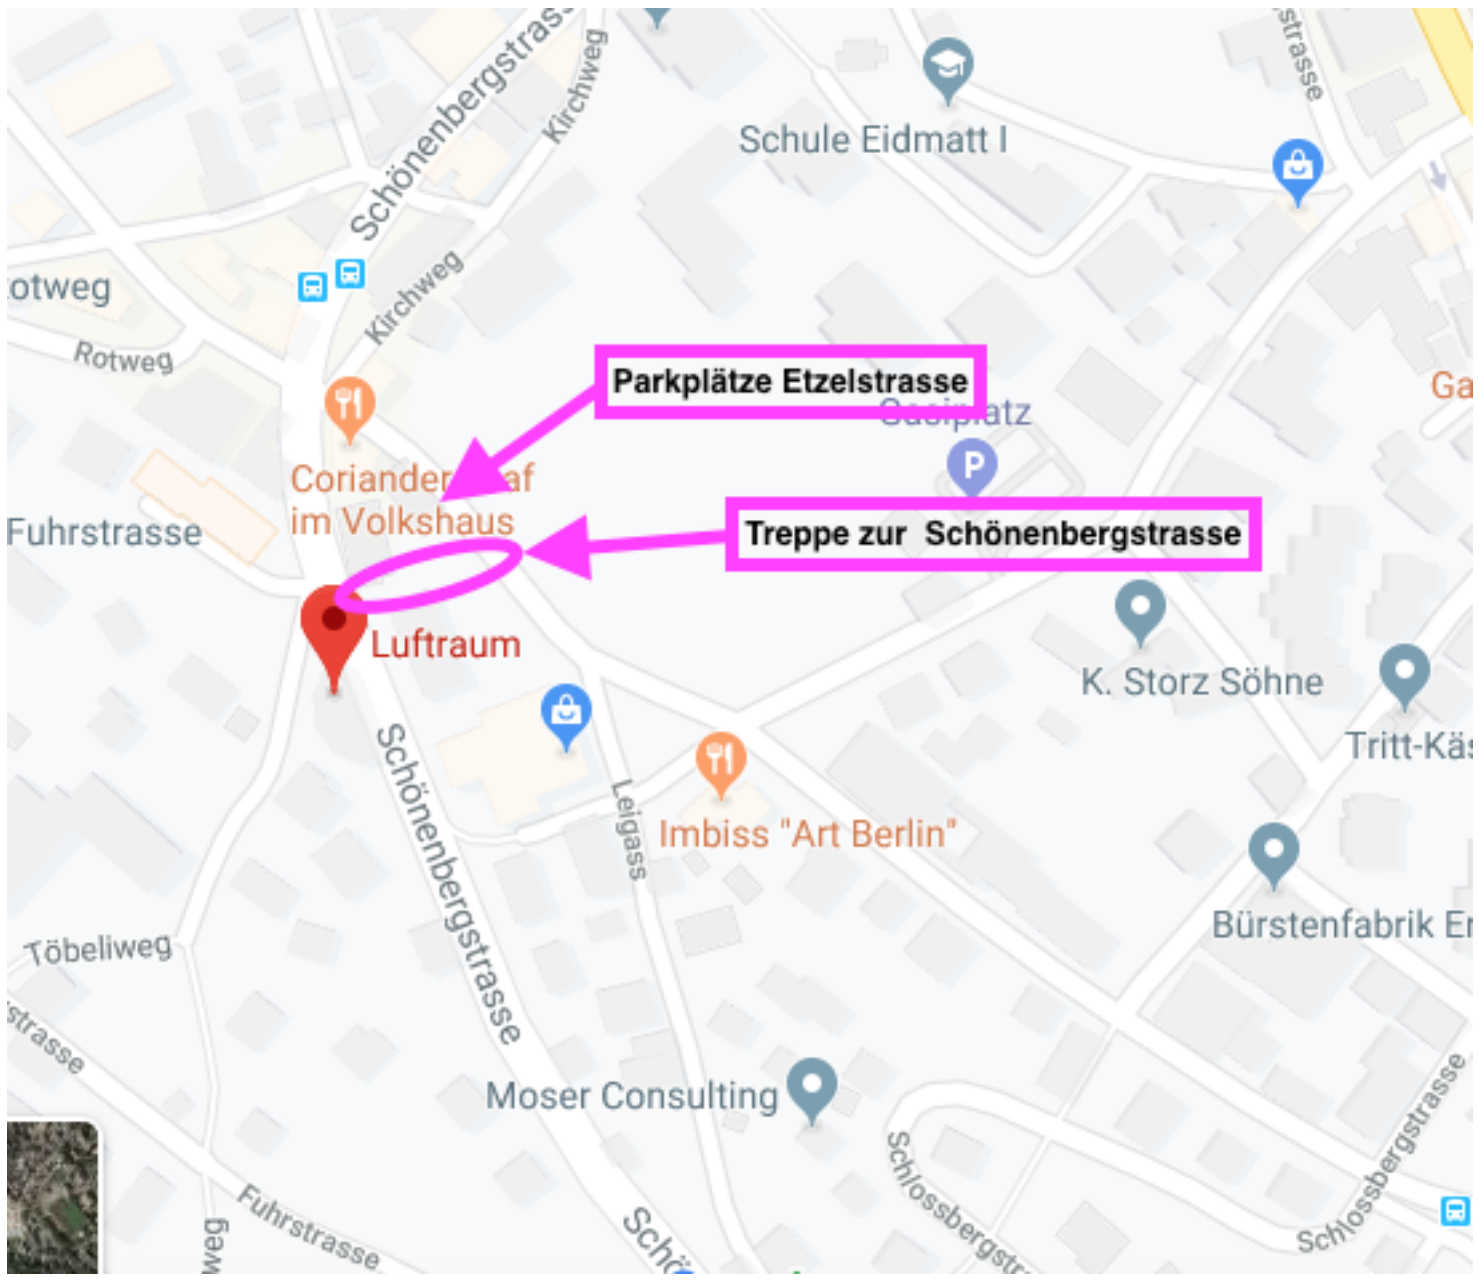 Schönenbergstras
Kirchweg
strasse
Schule Eidmatt I
otweg
Kirchweg
Rotweg
Parkplätze Etzelstrasse
Ga
P
Coriander
af
im Volkshaus
Fuhrstrasse
Treppe zur Schönenbergstrasse
Luftraum
K. Storz Söhne
Tritt-Käs
Schönenbergstrasse
Leigass
Imbiss "Art Berlin"
Bürstenfabrik Er
Töbeliweg
strasse
Moser Consulting
Schlossbergstrasse
Schlossbergstr
Fuhrstrasse
weg
Schö